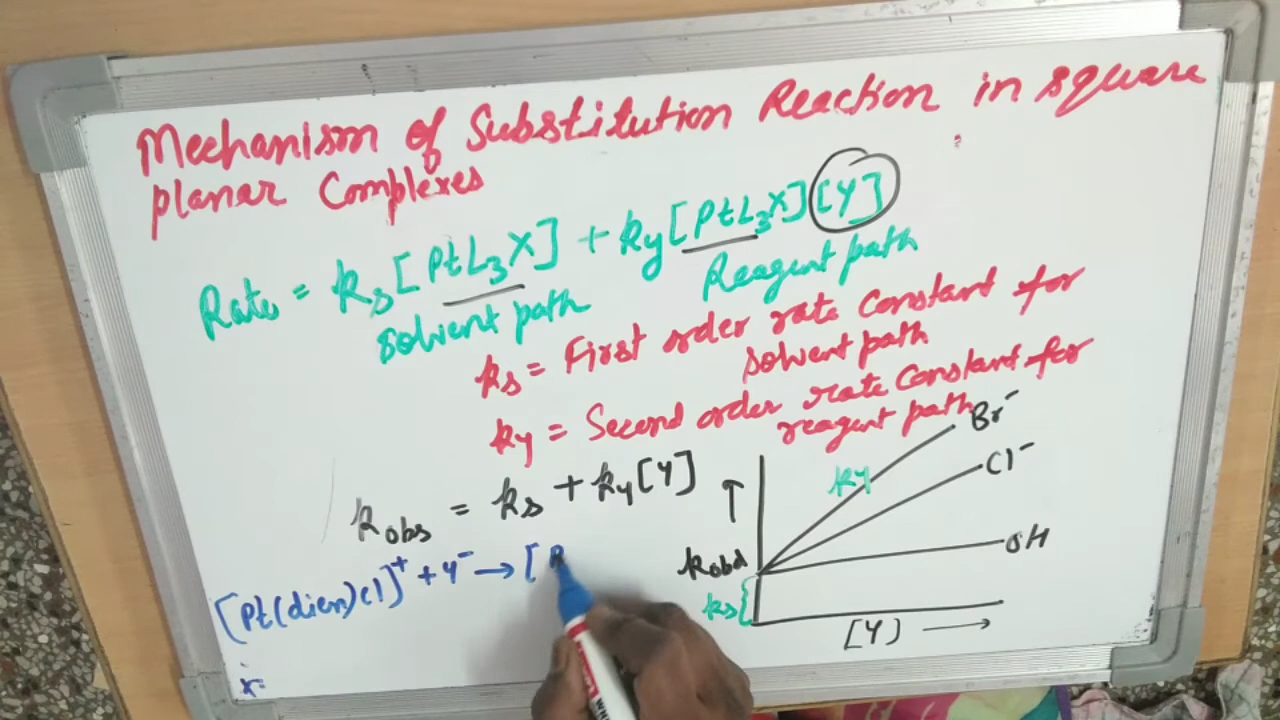 Mechanism of Substitution Reaction in square
planar Complexes
Rate = ks[PtL3X] + ky[PtL3X][Y]
solvent path Reagent path
ks = First order rate Constant for
solvent path
ky = Second order rate Constant for
reagent path
kobs = ks + ky[Y]
[Pt(dien)Cl]+ + Y- → [
Br-
Cl-
OH
ky
↑
kobd
ks
[Y) →